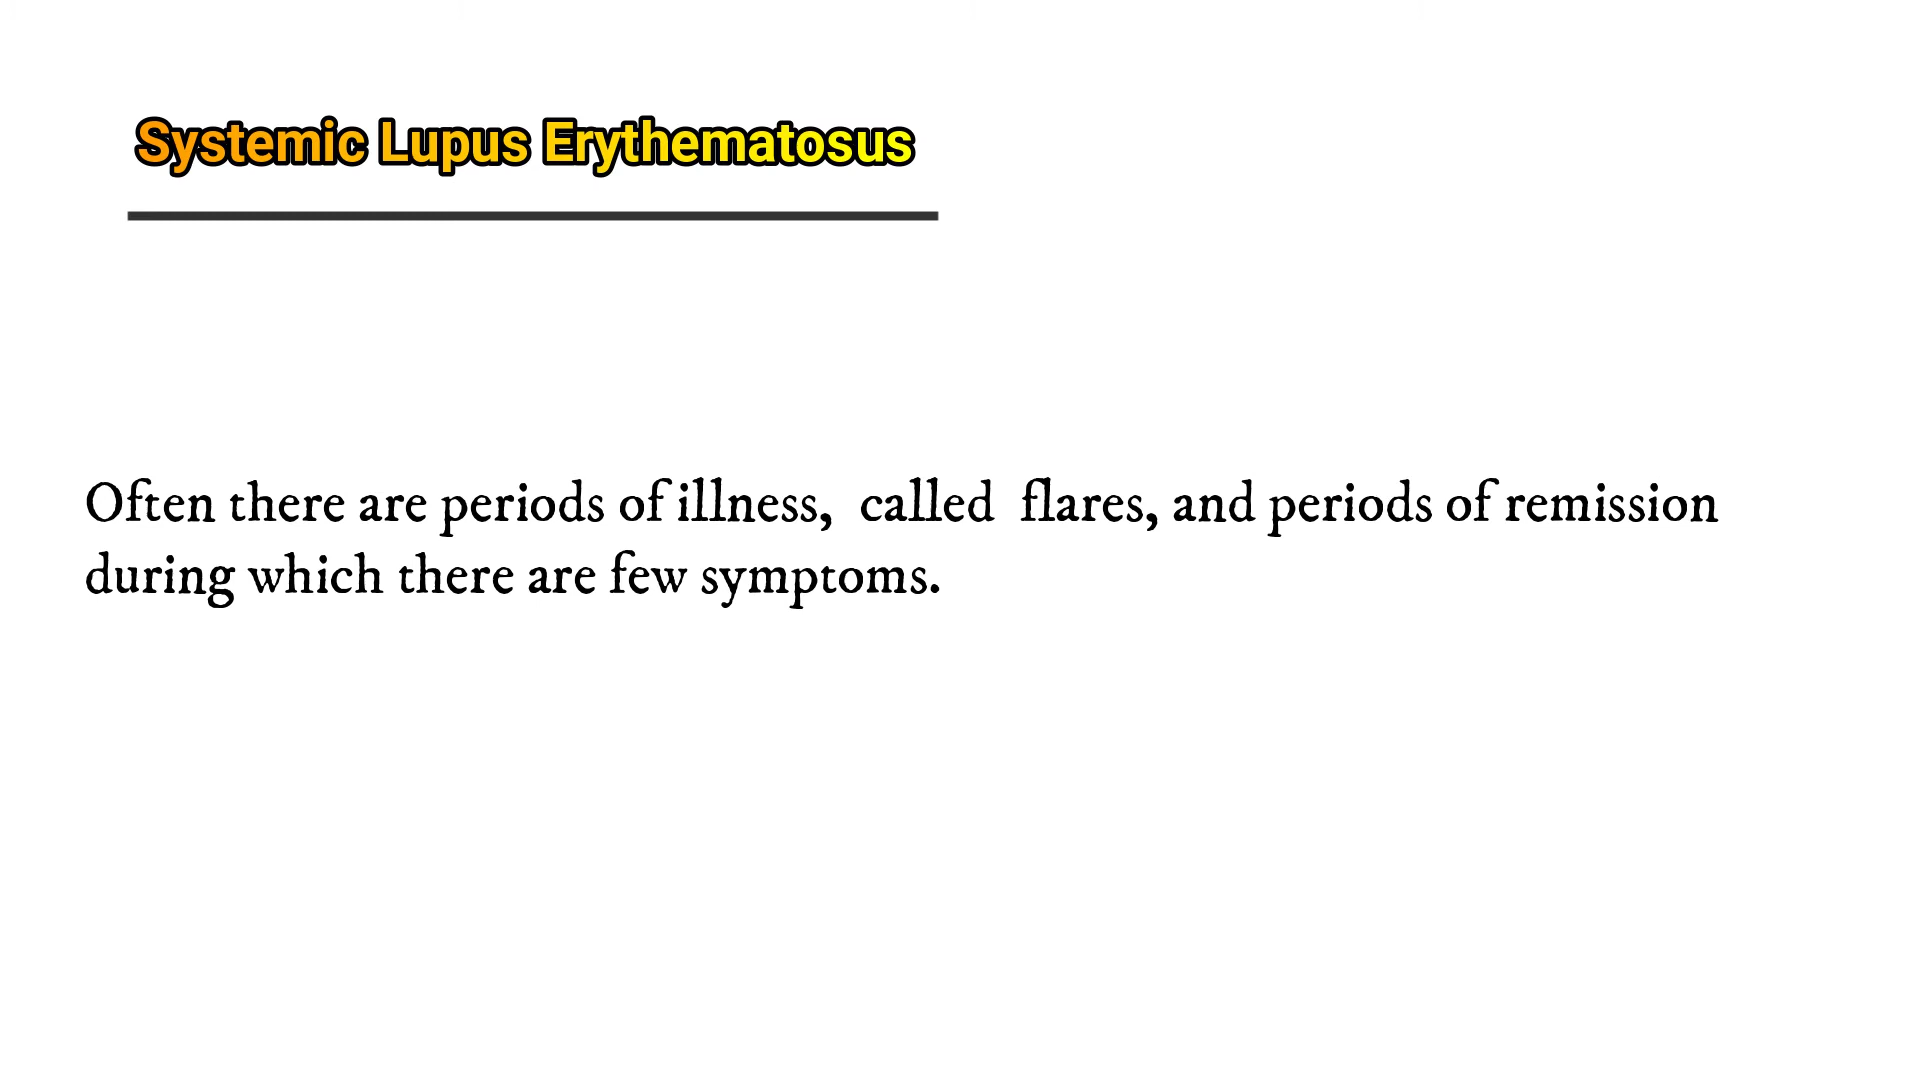 Systemic Lupus Erythematosus
Often there are periods of illness,  called  flares, and periods of remission
during which there are few symptoms.